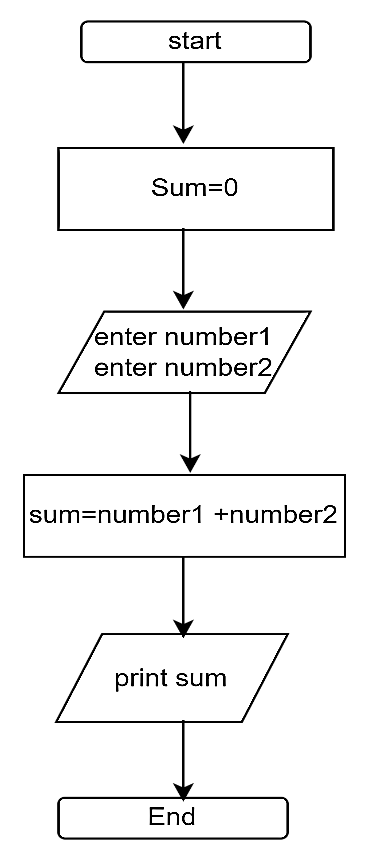 start
Sum=0
enter number1
enter number2
sum=number1 +number2
print sum
End